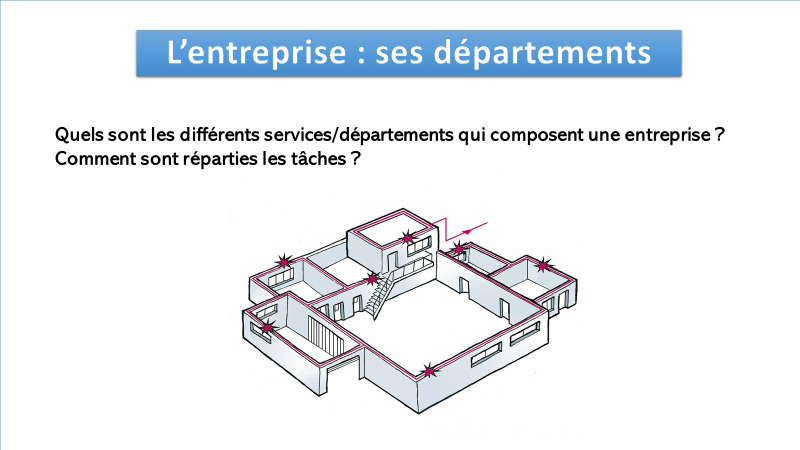 L’entreprise : ses départements
Quels sont les différents services/départements qui composent une entreprise ?
Comment sont réparties les tâches ?